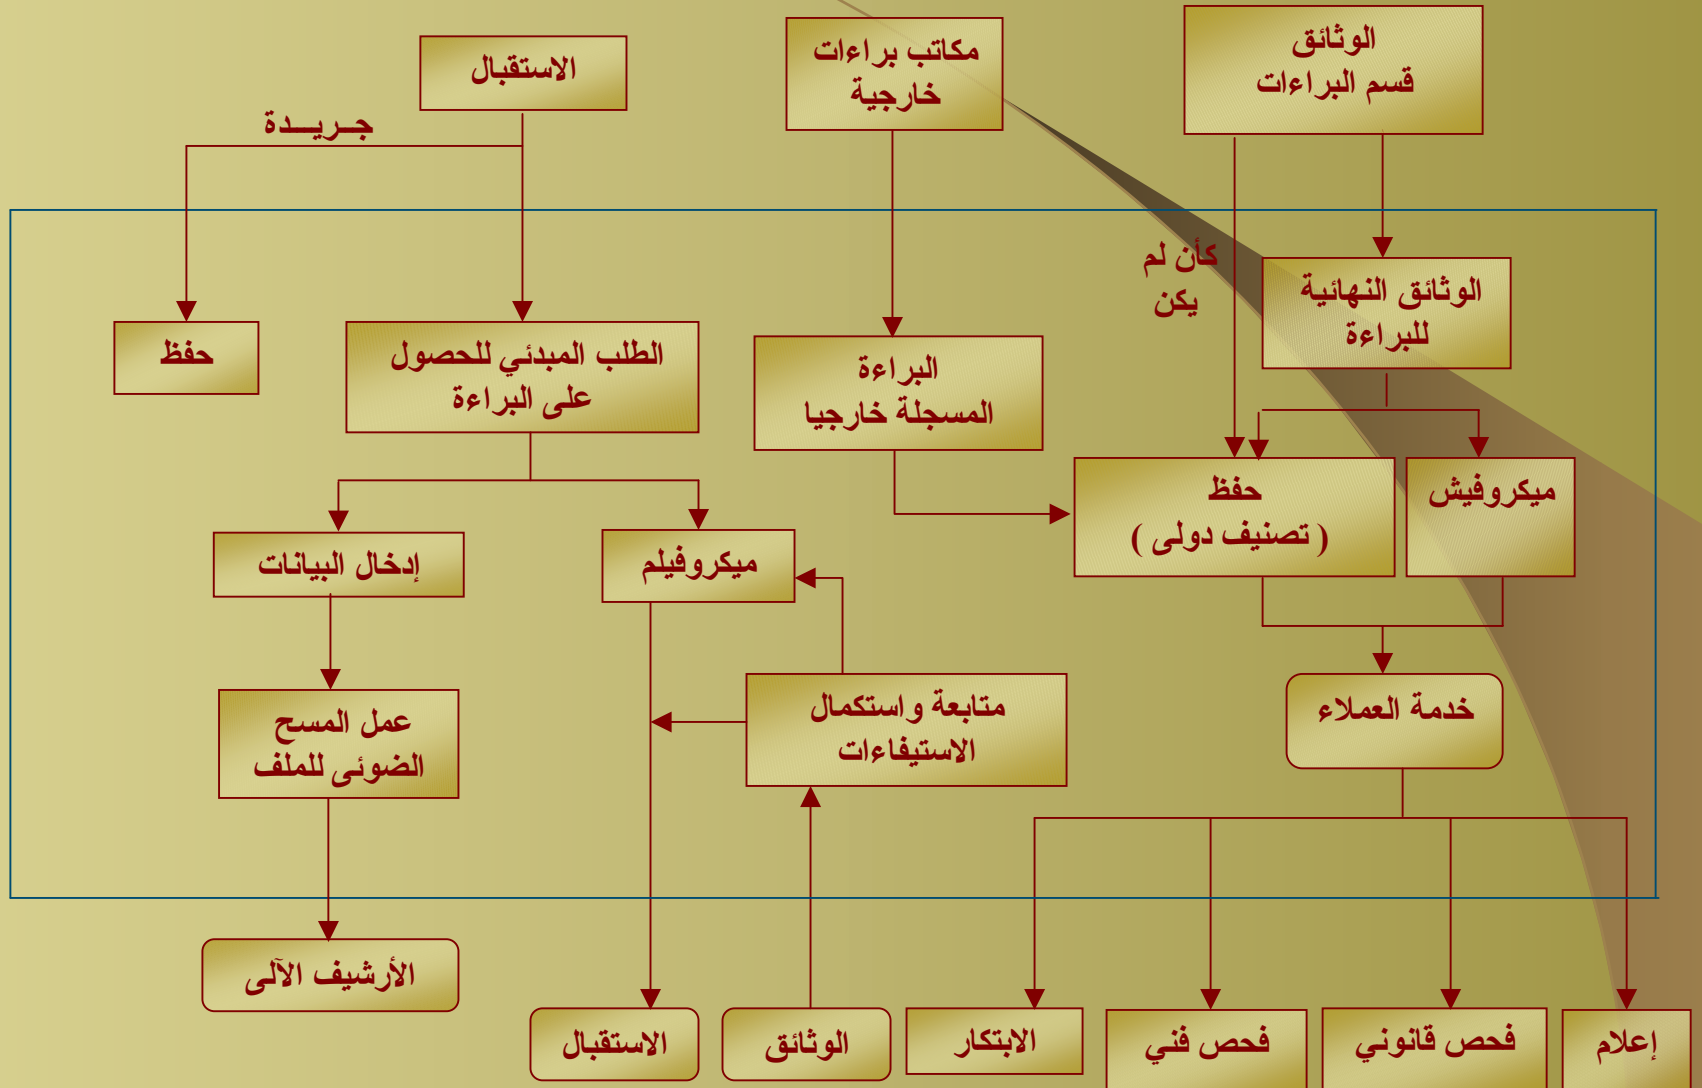 الوثائق
قسم البراءات
مكاتب براءات
خارجية
الاستقبال
جــريــــدة
كأن لم
يكن
الوثائق النهائية
للبراءة
البراءة
المسجلة خارجيا
الطلب المبدئي للحصول
على البراءة
حفظ
ميكروفيش
حفظ
( تصنيف دولى )
ميكروفيلم
إدخال البيانات
خدمة العملاء
متابعة واستكمال
الاستيفاءات
عمل المسح
الضوئى للملف
الأرشيف الآلى
إعلام
فحص قانوني
فحص فني
الابتكار
الوثائق
الاستقبال